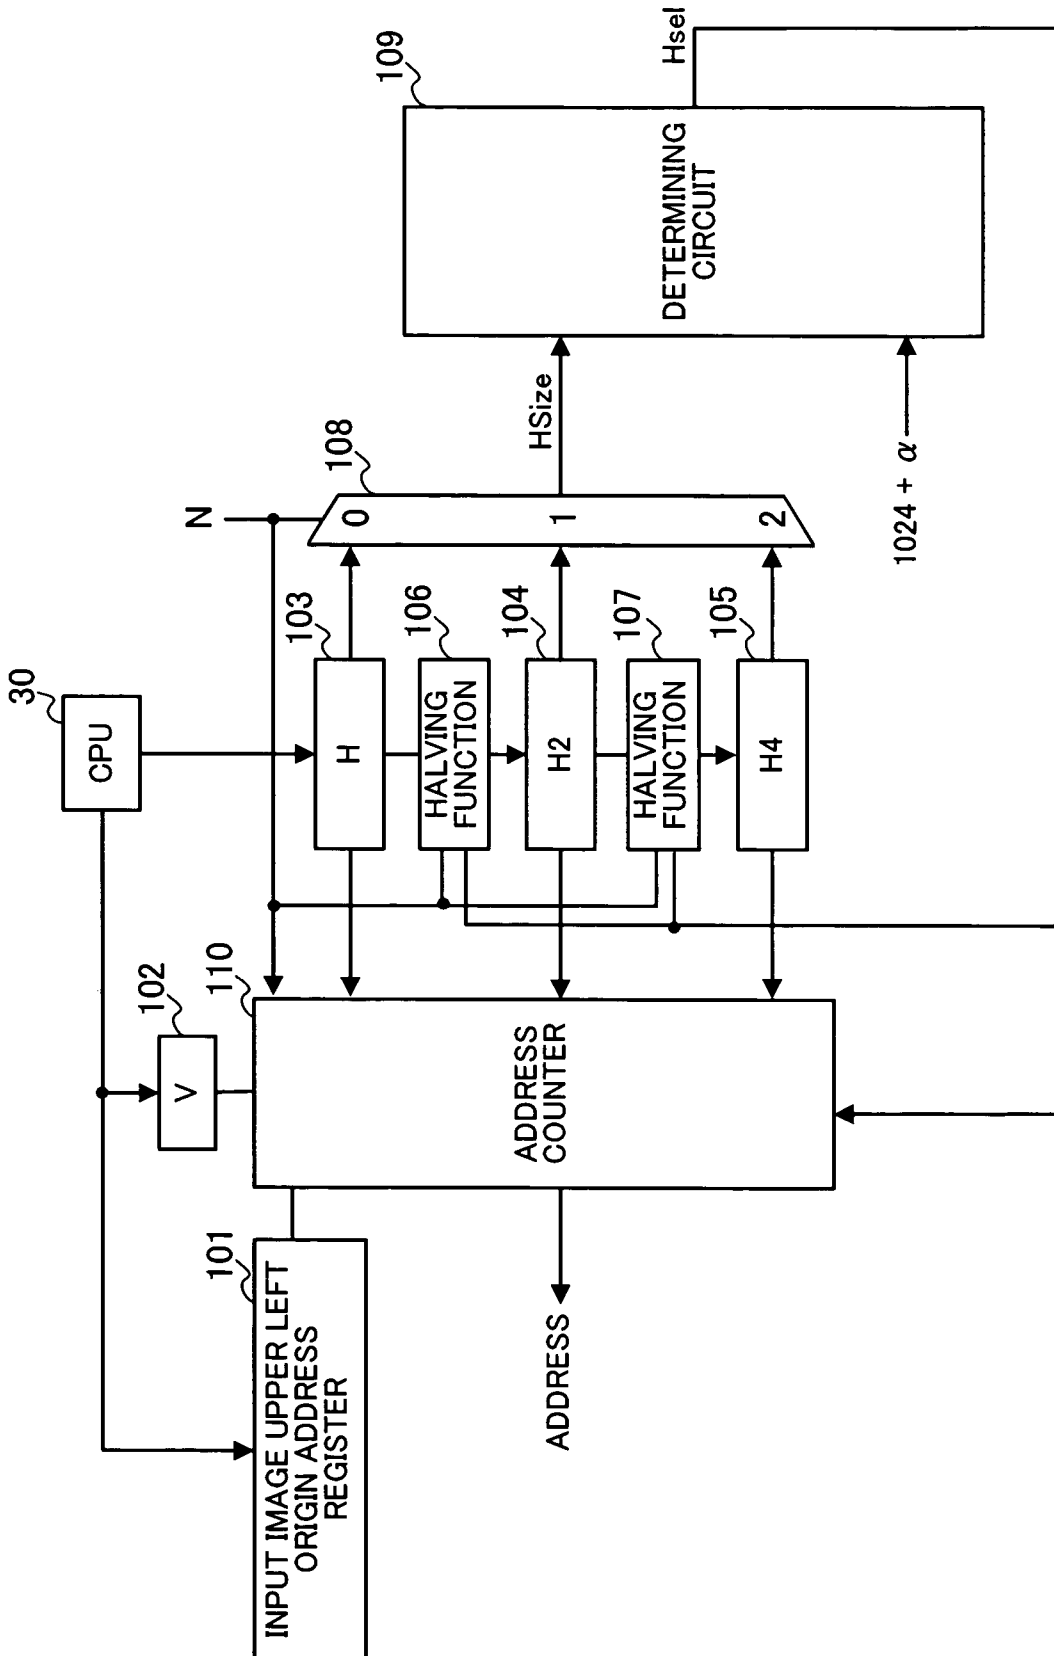 30
CPU
N
102
V
101
INPUT IMAGE UPPER LEFT
ORIGIN ADDRESS
REGISTER
110
ADDRESS
COUNTER
ADDRESS
103
H
106
HALVING
FUNCTION
104
H2
107
HALVING
FUNCTION
105
H4
108
0
1
2
HSize
1024 + α
109
DETERMINING
CIRCUIT
Hsel